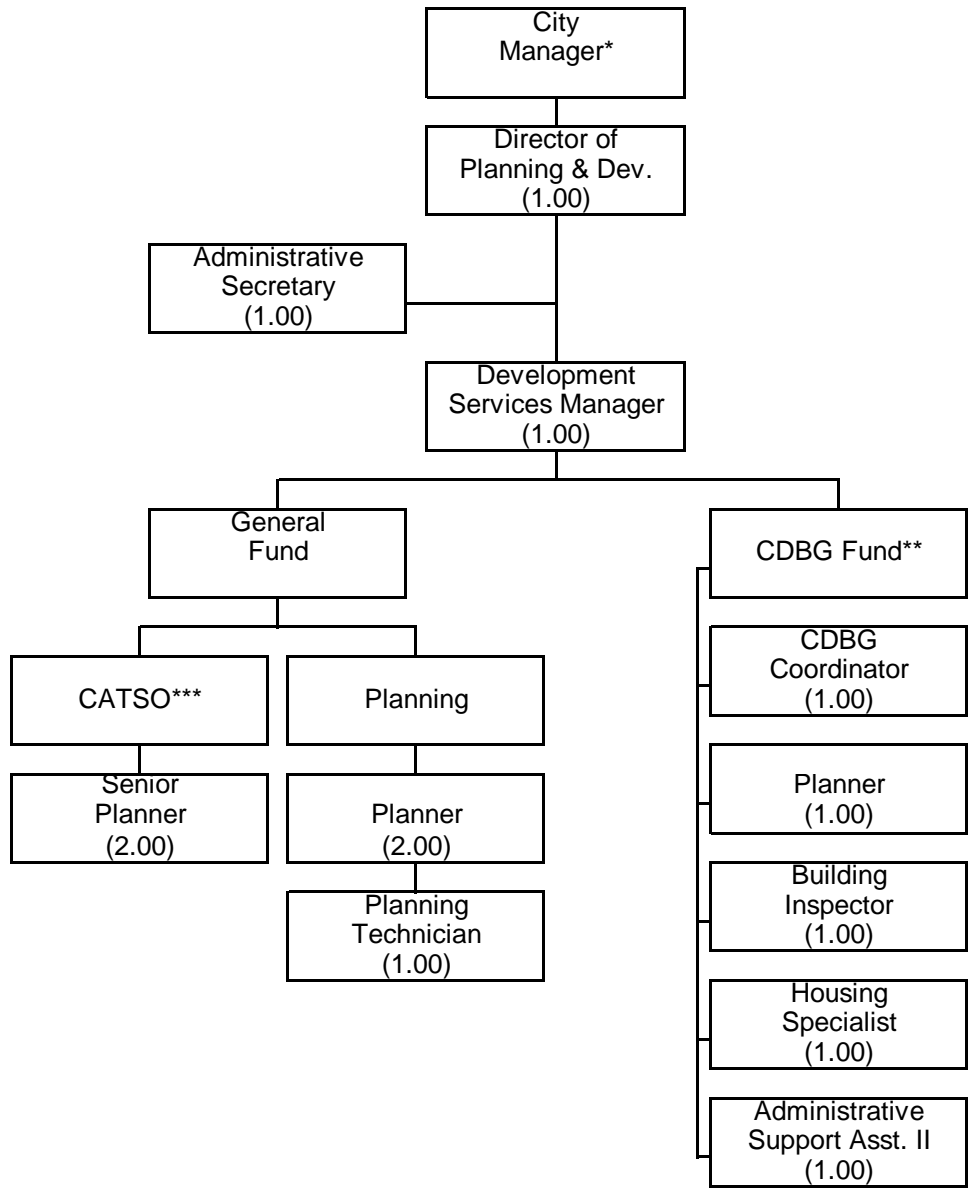 City
Manager*
Director of
Planning & Dev.
(1.00)
Administrative
Secretary
(1.00)
Development
Services Manager
(1.00)
General
Fund
CDBG Fund**
CATSO***
Planning
CDBG
Coordinator
(1.00)
Senior
Planner
(2.00)
Planner
(2.00)
Planner
(1.00)
Planning
Technician
(1.00)
Building
Inspector
(1.00)
Housing
Specialist
(1.00)
Administrative
Support Asst. II
(1.00)